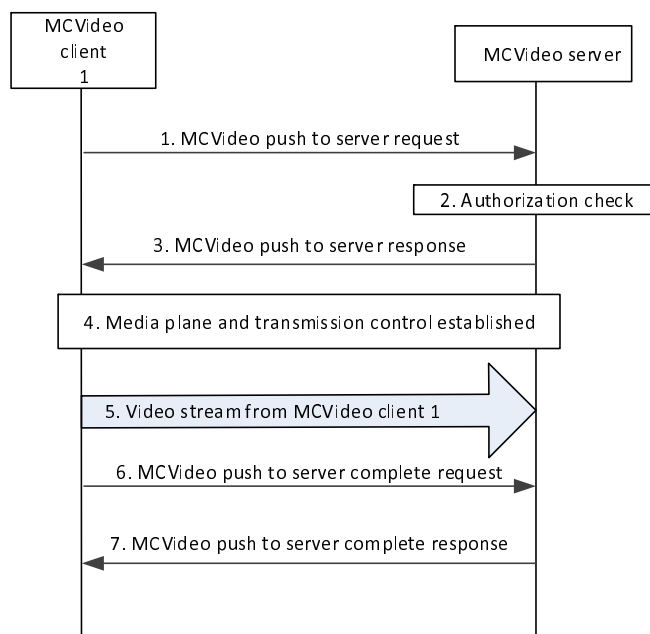 MCVideo
client
1
MCVideo server
1. MCVideo push to server request
2. Authorization check
3. MCVideo push to server response
4. Media plane and transmission control established
5. Video stream from MCVideo client 1
6. MCVideo push to server complete request
7. MCVideo push to server complete response